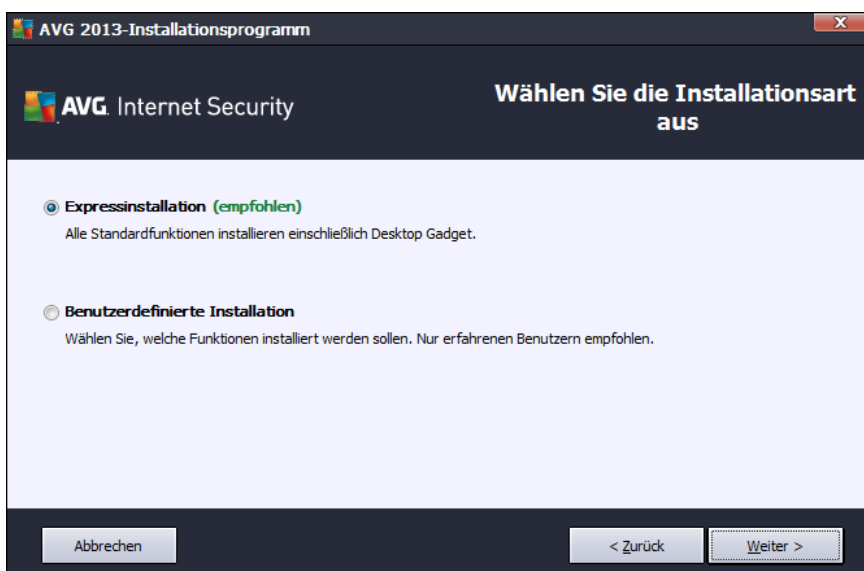 AVG 2013-Installationsprogramm
X
AVG. Internet Security
Wählen Sie die Installationsart
aus
Expressinstallation (empfohlen)
Alle Standardfunktionen installieren einschließlich Desktop Gadget.
Benutzerdefinierte Installation
Wählen Sie, welche Funktionen installiert werden sollen. Nur erfahrenen Benutzern empfohlen.
Abbrechen
< Zurück
Weiter >